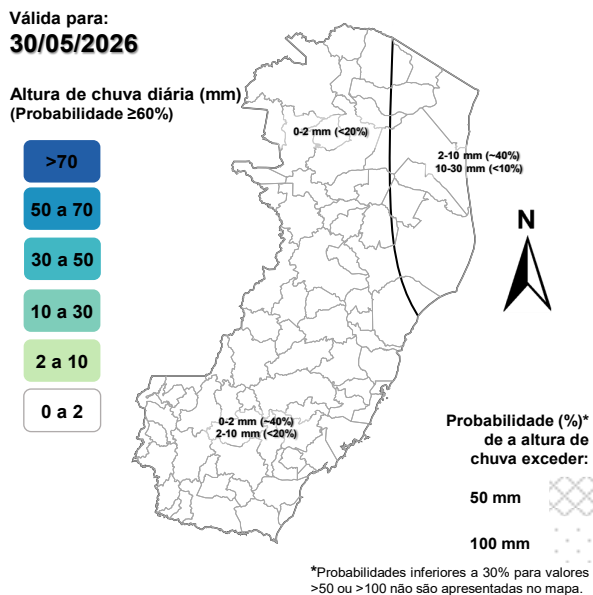 Válida para:
30/05/2026
Altura de chuva diária (mm)
(Probabilidade ≥60%)
>70
50 a 70
30 a 50
10 a 30
2 a 10
0 a 2
0-2 mm (<20%)
2-10 mm (~40%)
10-30 mm (<10%)
N
0-2 mm (~40%)
2-10 mm (<20%)
Probabilidade (%)*
de a altura de
chuva exceder:
50 mm
100 mm
*Probabilidades inferiores a 30% para valores
>50 ou >100 não são apresentadas no mapa.